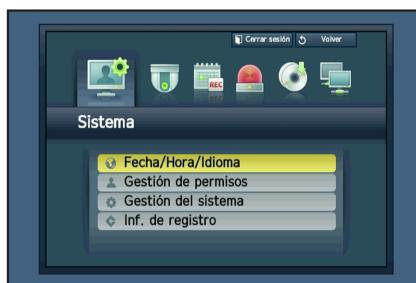 Cerrar sesión Volver
REC
Sistema
Fecha/Hora/Idioma
Gestión de permisos
Gestión del sistema
Inf. de registro